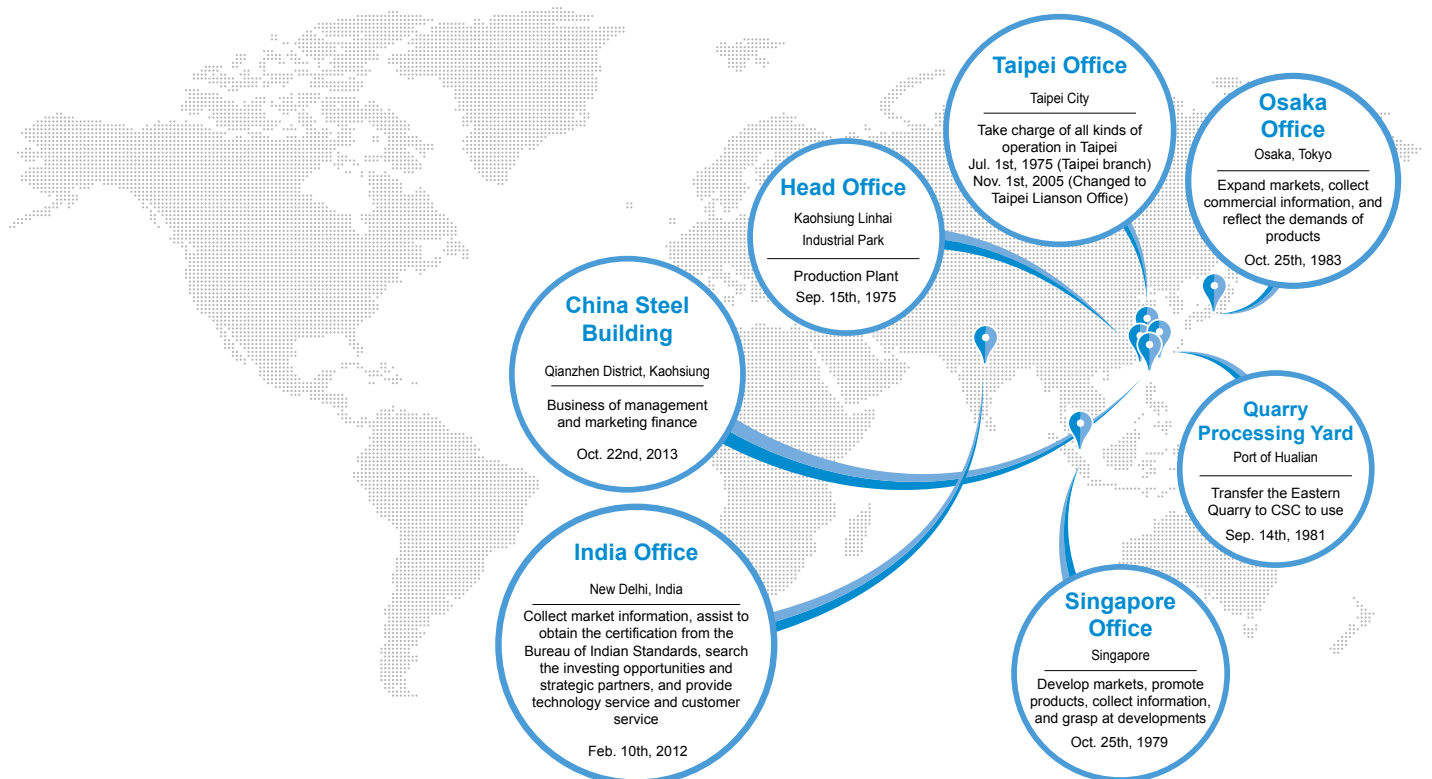 Taipei Office
Taipei City
Take charge of all kinds of
operation in Taipei
Jul. 1st, 1975 (Taipei branch)
Nov. 1st, 2005 (Changed to
Taipei Lianson Office)
Osaka
Office
Osaka, Tokyo
Expand markets, collect
commercial information, and
reflect the demands of
products
Oct. 25th, 1983
Head Office
Kaohsiung Linhai
Industrial Park
Production Plant
Sep. 15th, 1975
China Steel
Building
Qianzhen District, Kaohsiung
Business of management
and marketing finance
Oct. 22nd, 2013
Quarry
Processing Yard
Port of Hualian
Transfer the Eastern
Quarry to CSC to use
Sep. 14th, 1981
India Office
New Delhi, India
Collect market information, assist to
obtain the certification from the
Bureau of Indian Standards, search
the investing opportunities and
strategic partners, and provide
technology service and customer
service
Feb. 10th, 2012
Singapore
Office
Singapore
Develop markets, promote
products, collect information,
and grasp at developments
Oct. 25th, 1979